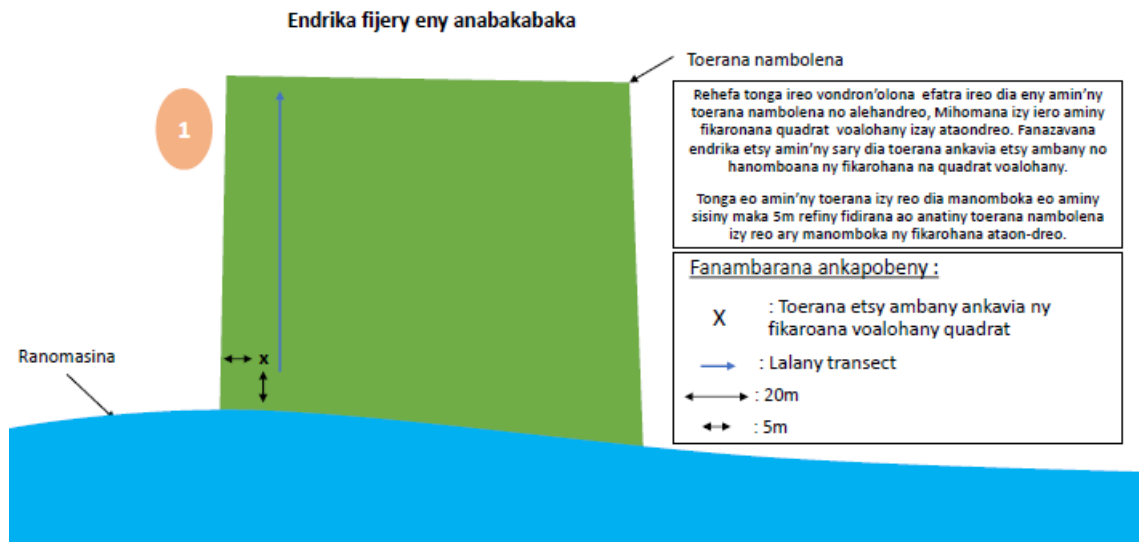 Endrika fijery eny anabakabaka
Toerana nambolena
1
Rehefa tonga ireo vondron'olona efatra ireo dia eny amin'ny
toerana nambolena no alehandreo, Mihomana izy iero aminy
fikaronana quadrat voalohany izay ataondreo. Fanazavana
endrika etsy amin'ny sary dia toerana ankavia etsy ambany no
hanomboana ny fikarohana na quadrat voalohany.
Tonga eo amin'ny toerana izy reo dia manomboka eo aminy
sisiny maka 5m refiny fidirana ao anatiny toerana nambolena
izy reo ary manomboka ny fikarohana ataon-dreo.
Fanambarana ankapobeny :
X : Toerana etsy ambany ankavia ny
fikaroana voalohany quadrat
: Lalany transect
: 20m
: 5m
Ranomasina
x